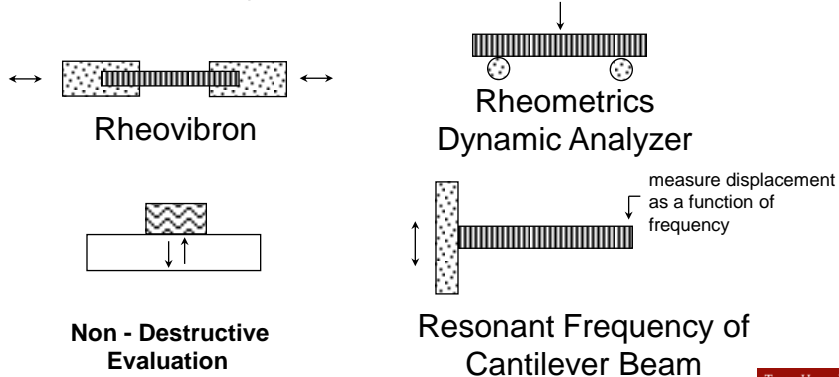 Rheovibron
Rheometrics
Dynamic Analyzer
measure displacement
as a function of
frequency
Non - Destructive
Evaluation
Resonant Frequency of
Cantilever Beam